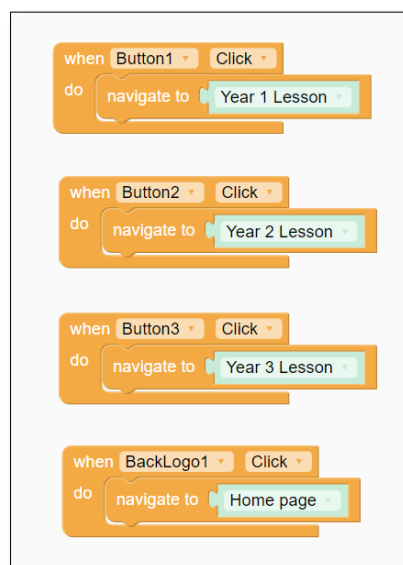 when Button1 Click
do navigate to Year 1 Lesson
when Button2 Click
do navigate to Year 2 Lesson
when Button3 Click
do navigate to Year 3 Lesson
when BackLogo1 Click
do navigate to Home page